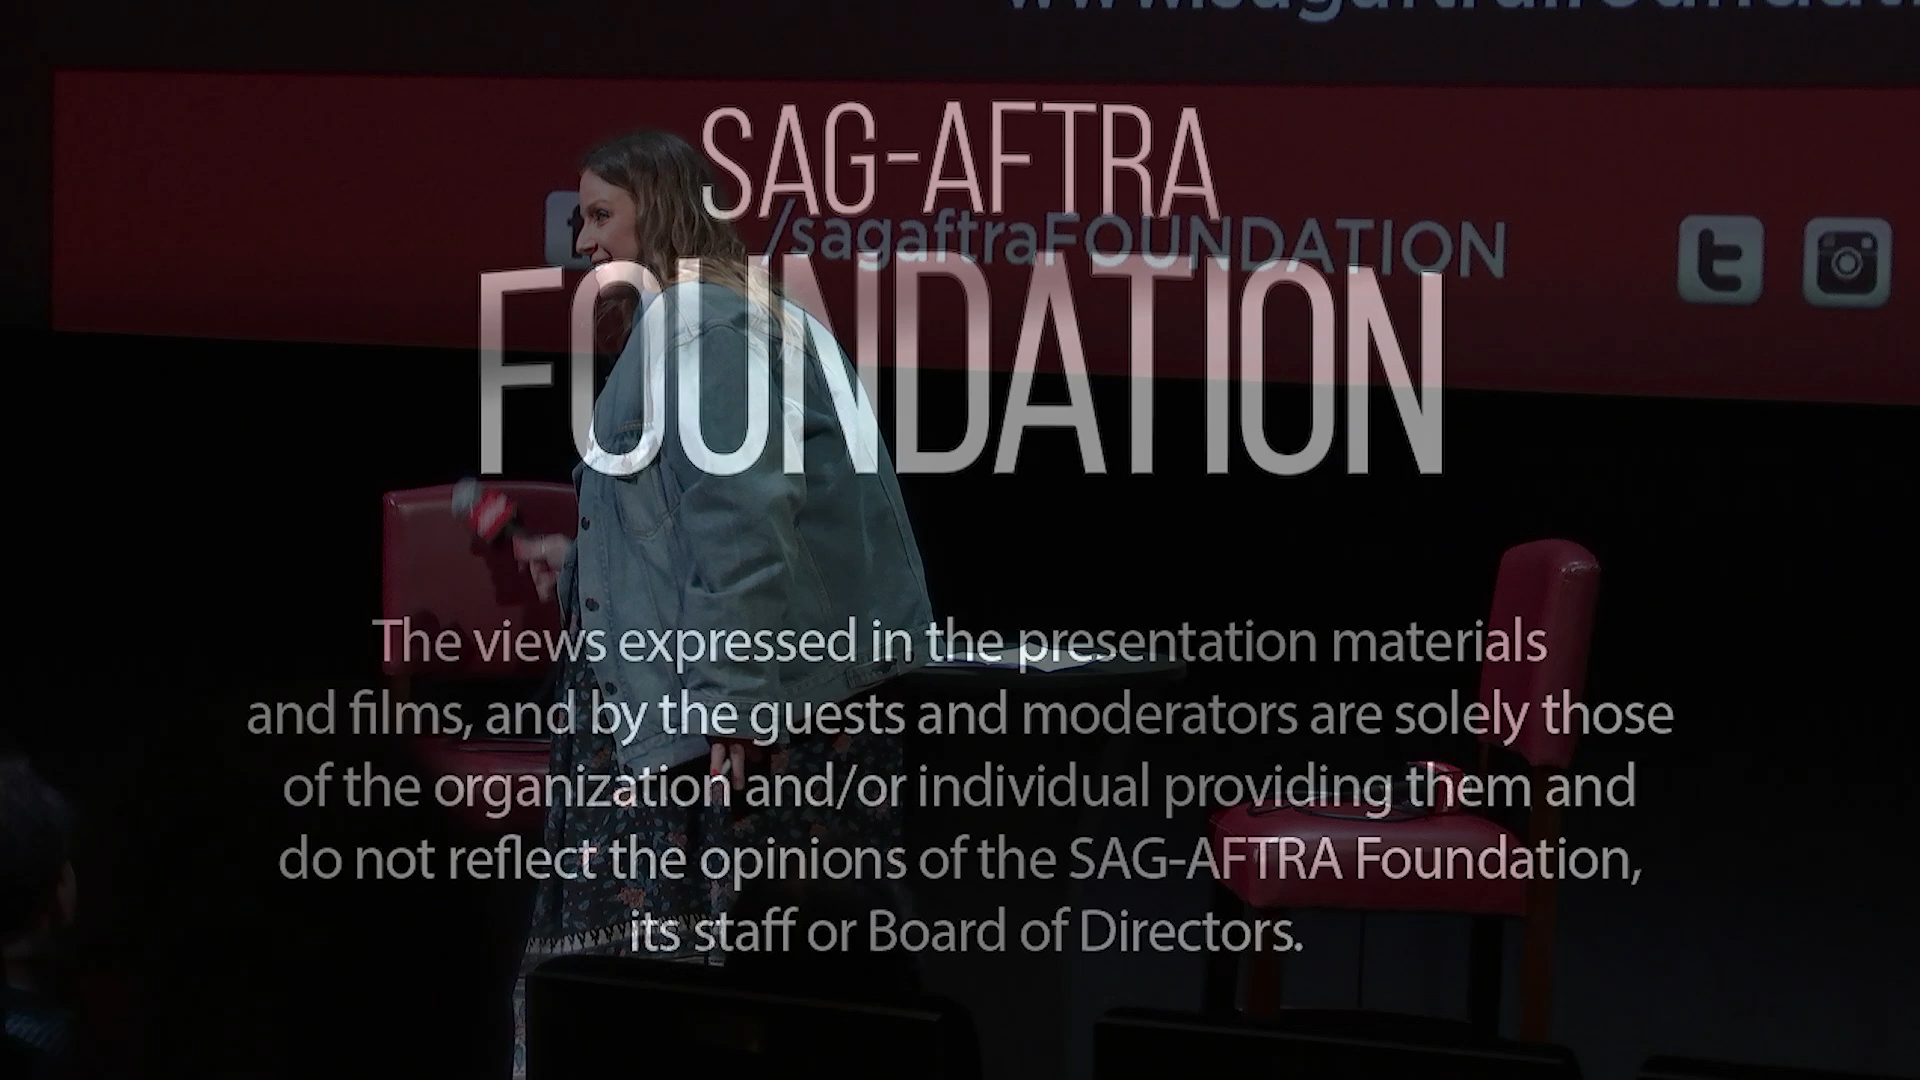 SAG-AFTRA
/sagaftraFOUNDATION
FOUNDATION
The views expressed in the presentation materials
and films, and by the guests and moderators are solely those
of the organization and/or individual providing them and
do not reflect the opinions of the SAG-AFTRA Foundation,
its staff or Board of Directors.